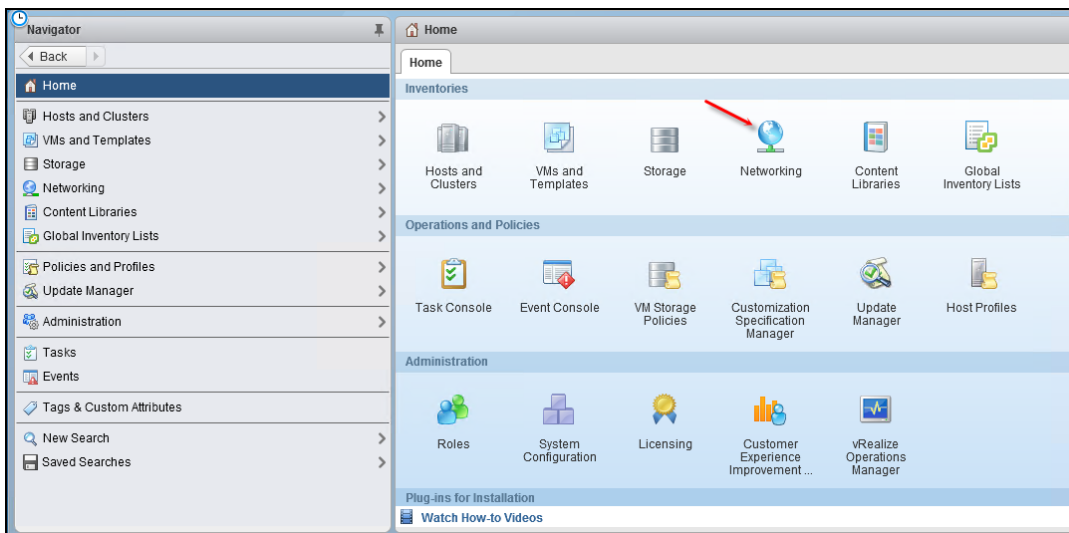 Navigator
Back
Home
Hosts and Clusters
VMs and Templates
Storage
Networking
Content Libraries
Global Inventory Lists
Policies and Profiles
Update Manager
Administration
Tasks
Events
Tags & Custom Attributes
New Search
Saved Searches
Home
Home
Inventories
Hosts and
Clusters
VMs and
Templates
Storage
Networking
Content
Libraries
Global
Inventory Lists
Operations and Policies
Task Console
Event Console
VM Storage
Policies
Customization
Specification
Manager
Update
Manager
Host Profiles
Administration
Roles
System
Configuration
Licensing
Customer
Experience
Improvement ...
vRealize
Operations
Manager
Plug-ins for Installation
Watch How-to Videos